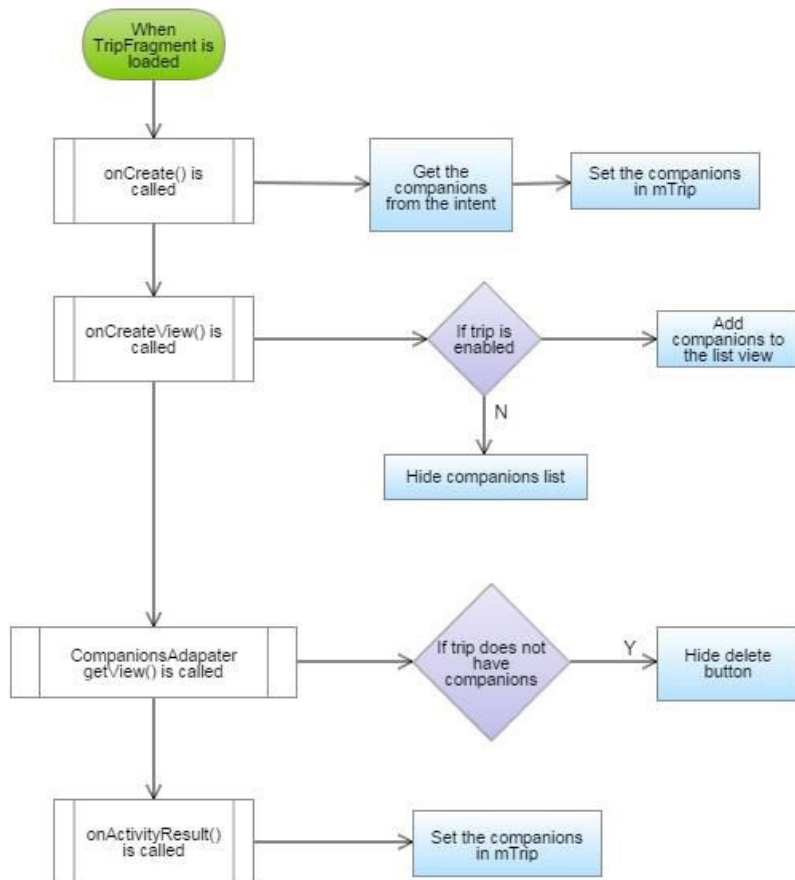 When
TripFragment is
loaded
onCreate() is
called
Get the
companions
from the intent
Set the companions
in mTrip
onCreateView() is
called
If trip is
enabled
Add
companions to
the list view
N
Hide companions list
CompanionsAdapater
getView() is called
If trip does not
have
companions
Y
Hide delete
button
onActivityResult()
is called
Set the companions
in mTrip